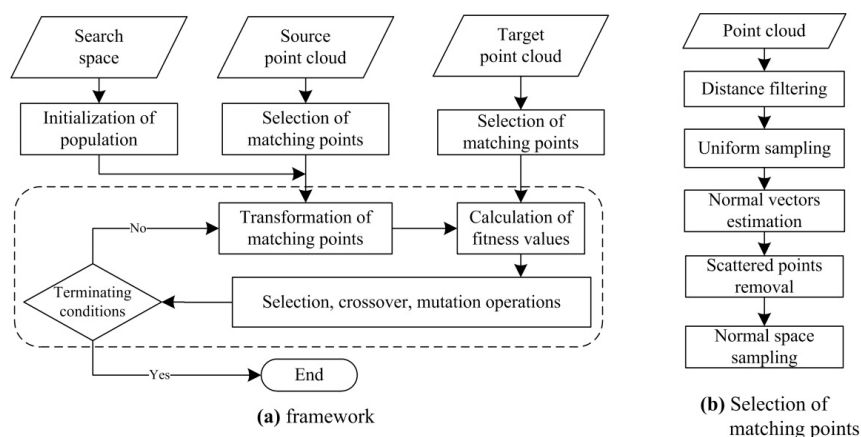 Search
space
Source
point cloud
Target
point cloud
Initialization of
population
Selection of
matching points
Selection of
matching points
Transformation of
matching points
Calculation of
fitness values
No
Terminating
conditions
Selection, crossover, mutation operations
Yes
End
(a) framework
Point cloud
Distance filtering
Uniform sampling
Normal vectors
estimation
Scattered points
removal
Normal space
sampling
(b) Selection of
matching points